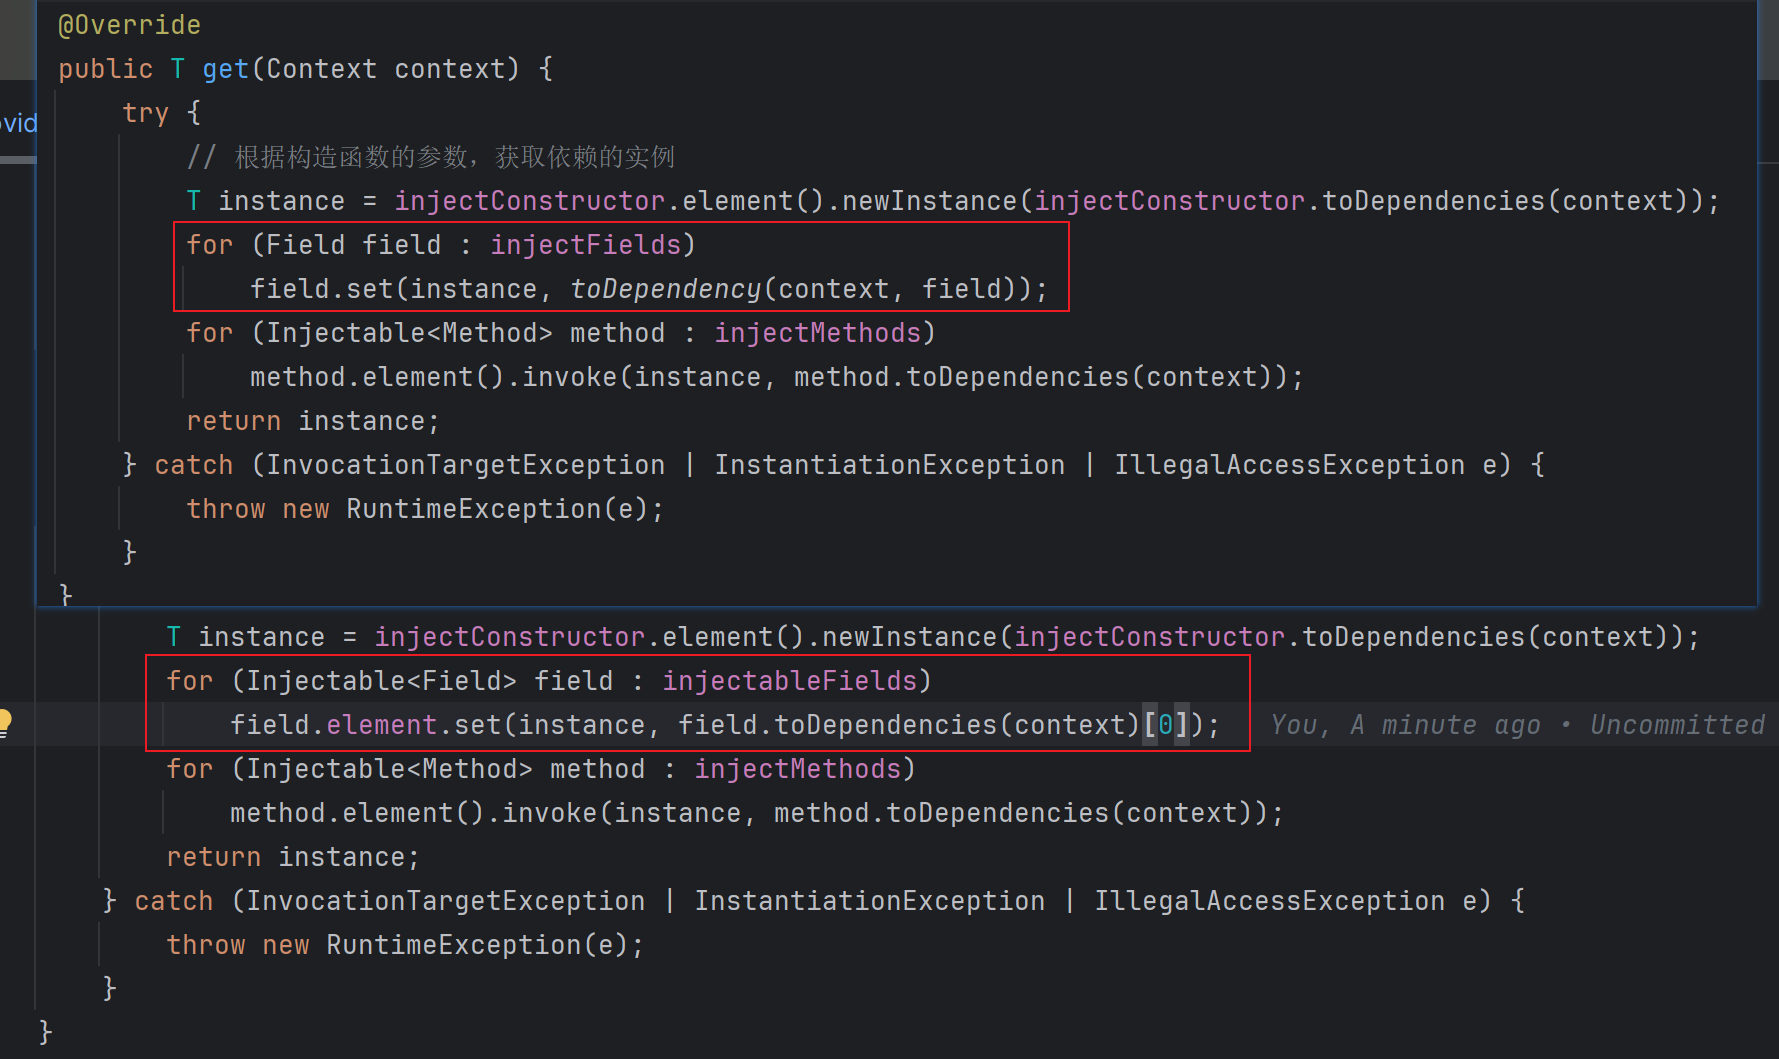 @Override
public T get(Context context) {
ovid
try {
// 根据构造函数的参数，获取依赖的实例
T instance = injectConstructor.element().newInstance(injectConstructor.toDependencies(context));
for (Field field : injectFields)
field.set(instance, toDependency(context, field));
for (Injectable<Method> method : injectMethods)
method.element().invoke(instance, method.toDependencies(context));
return instance;
} catch (InvocationTargetException | InstantiationException | IllegalAccessException e) {
throw new RuntimeException(e);
}
}
T instance = injectConstructor.element().newInstance(injectConstructor.toDependencies(context));
for (Injectable<Field> field : injectableFields)
field.element.set(instance, field.toDependencies(context)[0]); You, A minute ago • Uncommitted
for (Injectable<Method> method : injectMethods)
method.element().invoke(instance, method.toDependencies(context));
return instance;
} catch (InvocationTargetException | InstantiationException | IllegalAccessException e) {
throw new RuntimeException(e);
}
}